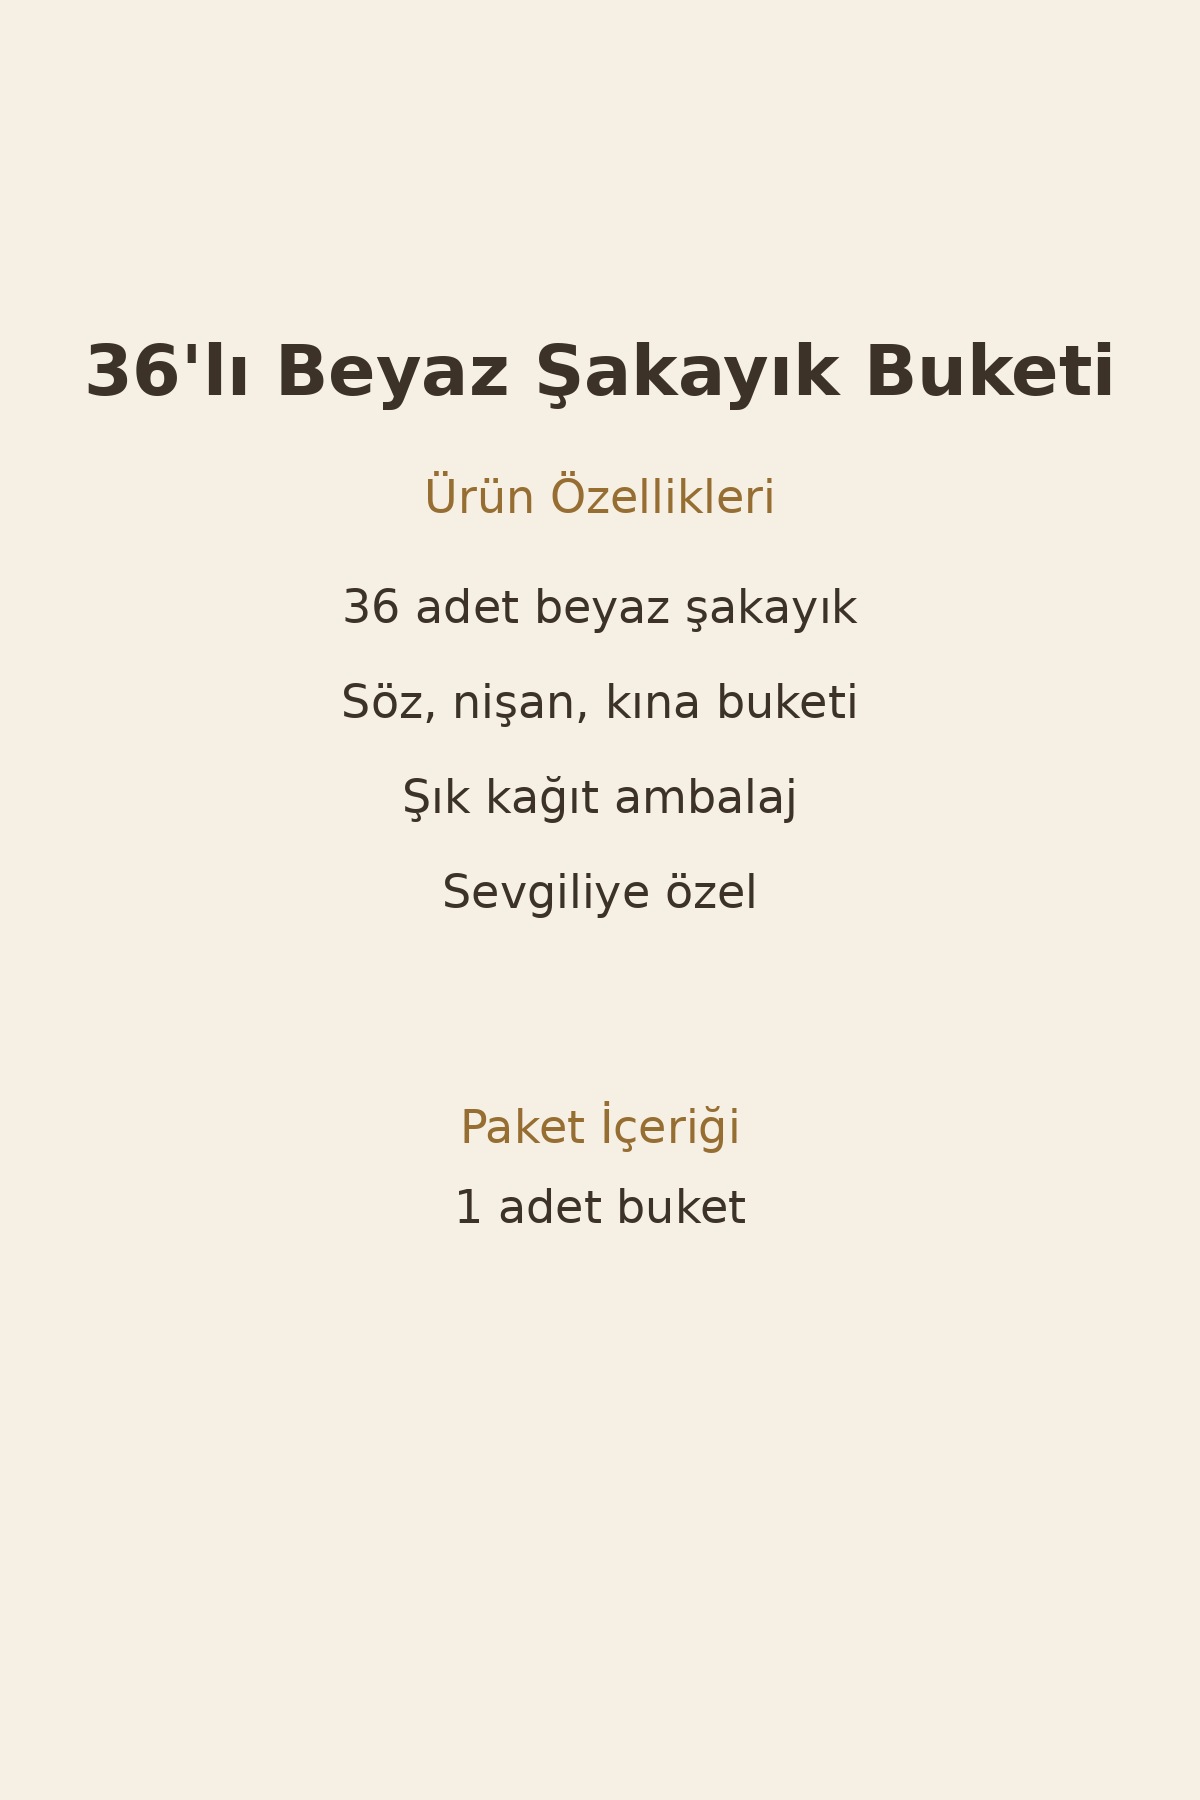 36'lı Beyaz Şakayık Buketi
Ürün Özellikleri
36 adet beyaz şakayık
Söz, nişan, kına buketi
Şık kağıt ambalaj
Sevgiliye özel
Paket İçeriği
1 adet buket